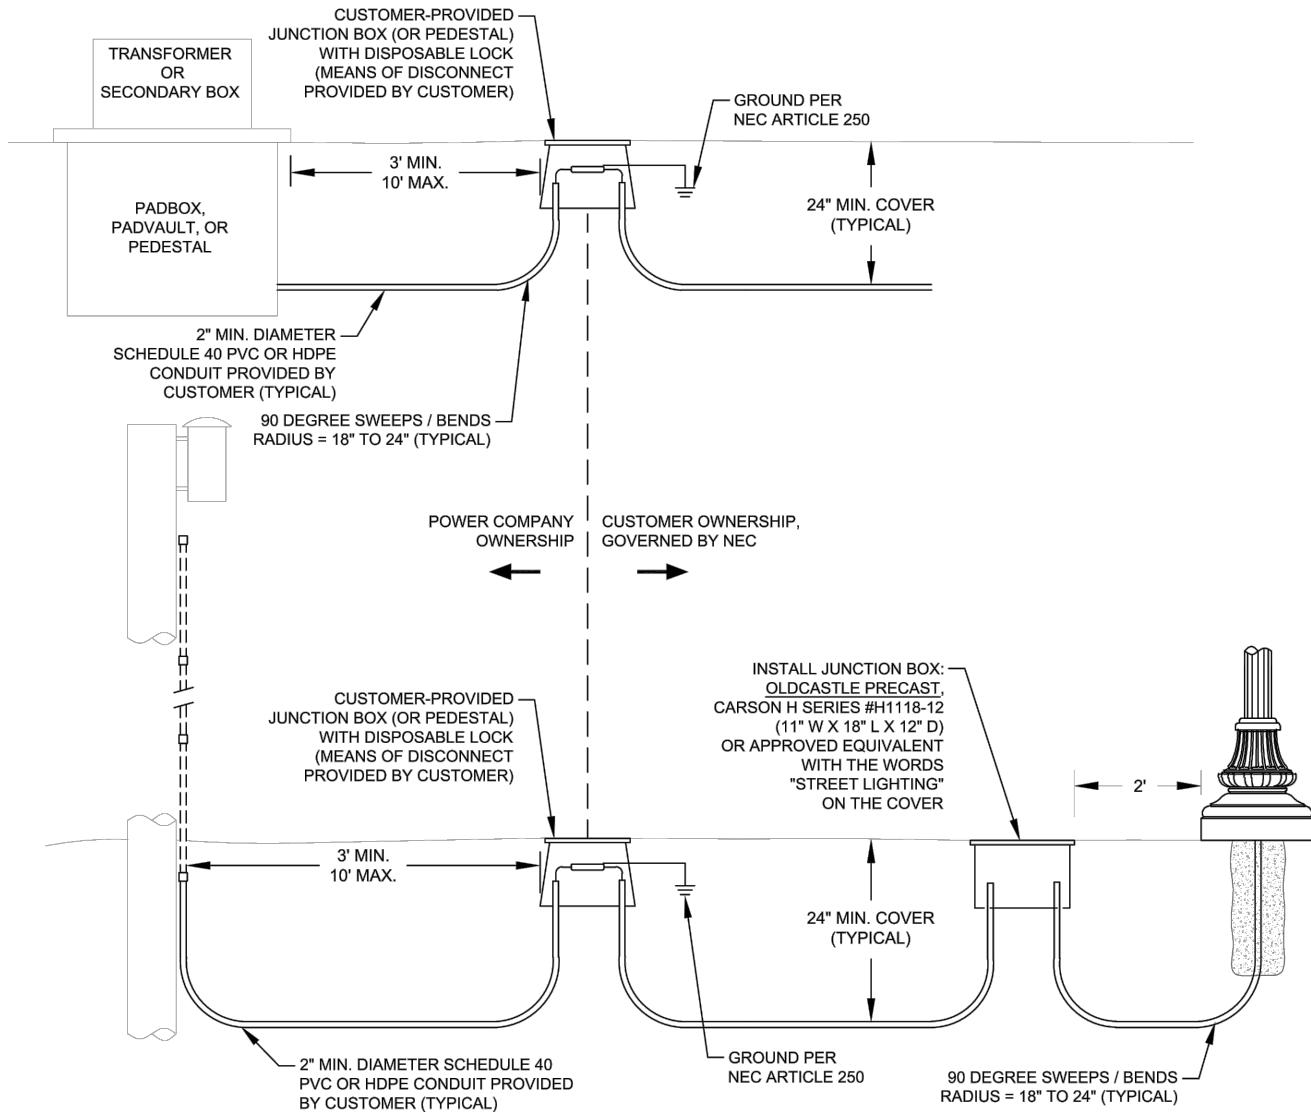 CUSTOMER-PROVIDED
JUNCTION BOX (OR PEDESTAL)
WITH DISPOSABLE LOCK
(MEANS OF DISCONNECT
PROVIDED BY CUSTOMER)
TRANSFORMER
OR
SECONDARY BOX
GROUND PER
NEC ARTICLE 250
3' MIN.
10' MAX.
PADBOX,
PADVAULT, OR
PEDESTAL
24" MIN. COVER
(TYPICAL)
2" MIN. DIAMETER
SCHEDULE 40 PVC OR HDPE
CONDUIT PROVIDED BY
CUSTOMER (TYPICAL)
90 DEGREE SWEEPS / BENDS
RADIUS = 18" TO 24" (TYPICAL)
POWER COMPANY
OWNERSHIP
CUSTOMER OWNERSHIP,
GOVERNED BY NEC
CUSTOMER-PROVIDED
JUNCTION BOX (OR PEDESTAL)
WITH DISPOSABLE LOCK
(MEANS OF DISCONNECT
PROVIDED BY CUSTOMER)
INSTALL JUNCTION BOX:
OLDCASTLE PRECAST,
CARSON H SERIES #H1118-12
(11" W X 18" L X 12" D)
OR APPROVED EQUIVALENT
WITH THE WORDS
"STREET LIGHTING"
ON THE COVER
2'
3' MIN.
10' MAX.
24" MIN. COVER
(TYPICAL)
2" MIN. DIAMETER SCHEDULE 40
PVC OR HDPE CONDUIT PROVIDED
BY CUSTOMER (TYPICAL)
GROUND PER
NEC ARTICLE 250
90 DEGREE SWEEPS / BENDS
RADIUS = 18" TO 24" (TYPICAL)